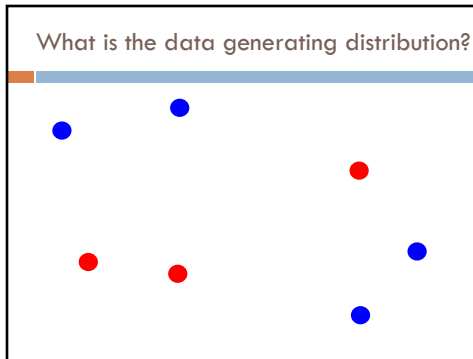 What is the data generating distribution?